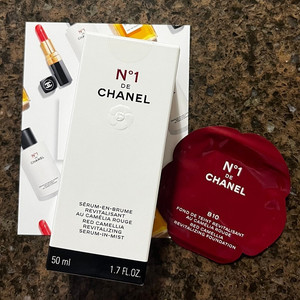 N°1
DE
CHANEL
SÉRUM-EN-BRUME
REVITALISANT
AU CAMÉLIA ROUGE
RED CAMELLIA
REVITALIZING
SERUM-IN-MIST
50 ml
1.7 FL.OZ.
N°1
DE
CHANEL
B10
FOND DE TEINT REVITALISANT
AU CAMÉLIA ROUGE
RED CAMELLIA
REVITALIZING FOUNDATION